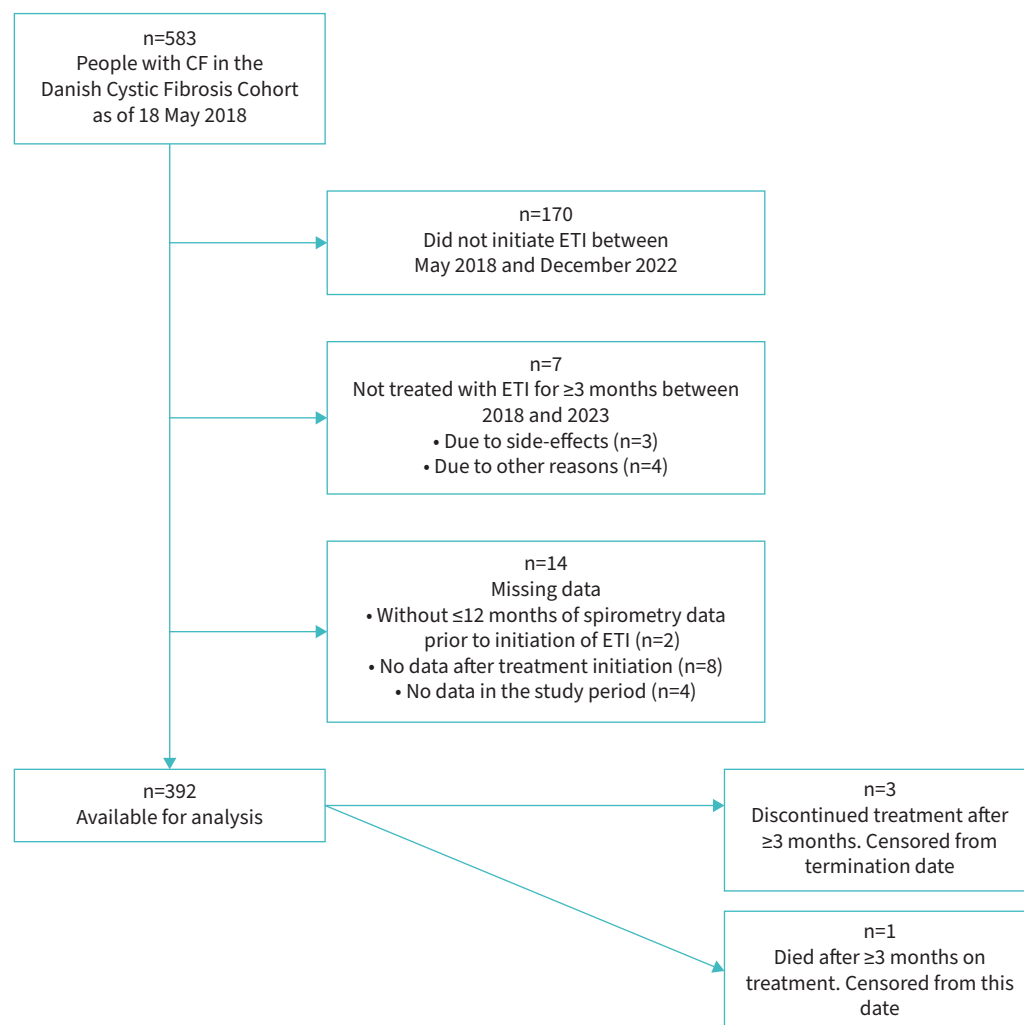 n=583
People with CF in the
Danish Cystic Fibrosis Cohort
as of 18 May 2018
n=170
Did not initiate ETI between
May 2018 and December 2022
n=7
Not treated with ETI for ≥3 months between
2018 and 2023
• Due to side-effects (n=3)
• Due to other reasons (n=4)
n=14
Missing data
• Without ≤12 months of spirometry data
prior to initiation of ETI (n=2)
• No data after treatment initiation (n=8)
• No data in the study period (n=4)
n=392
Available for analysis
n=3
Discontinued treatment after
≥3 months. Censored from
termination date
n=1
Died after ≥3 months on
treatment. Censored from this
date